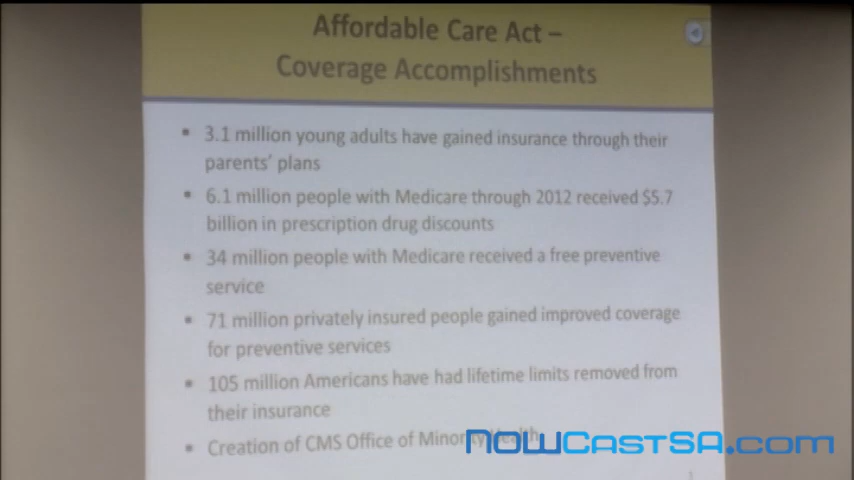 Affordable Care Act –
Coverage Accomplishments
▪ 3.1 million young adults have gained insurance through their
parents' plans
▪ 6.1 million people with Medicare through 2012 received $5.7
billion in prescription drug discounts
▪ 34 million people with Medicare received a free preventive
service
▪ 71 million privately insured people gained improved coverage
for preventive services
▪ 105 million Americans have had lifetime limits removed from
their insurance
▪ Creation of CMS Office of Minority Health
NOWCASTSA.com
1